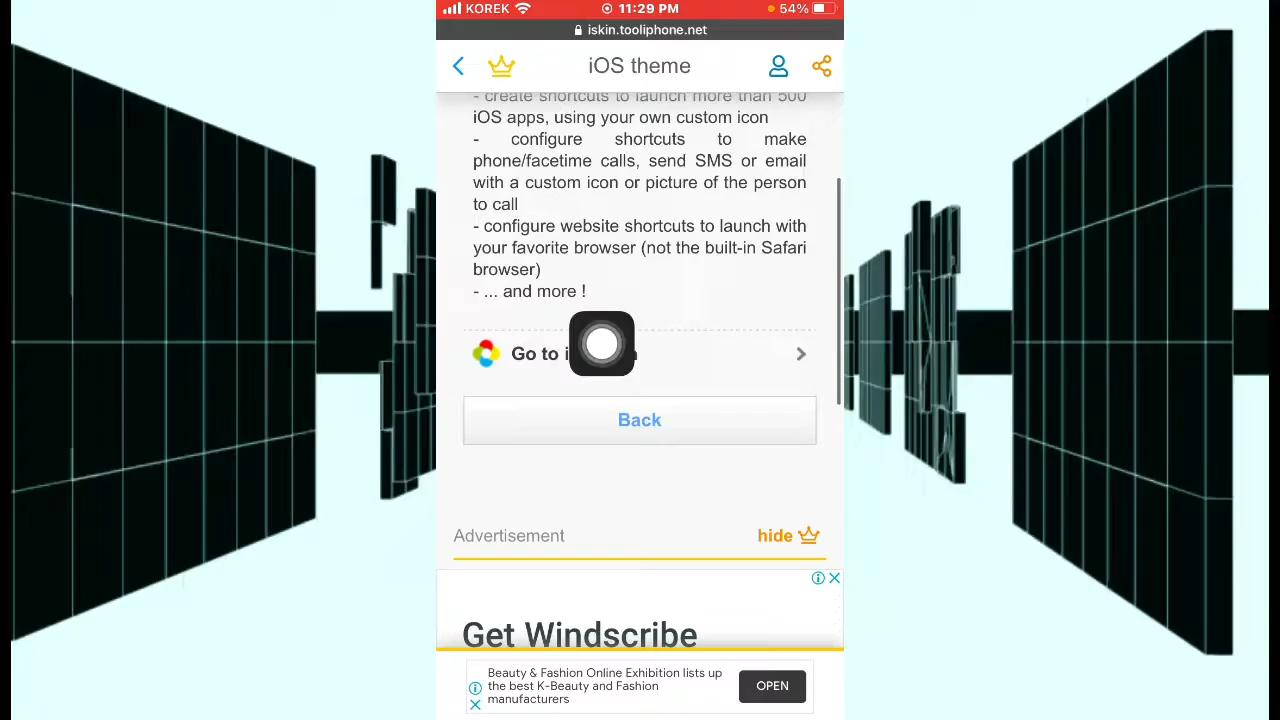 KOREK 11:29 PM 54%
iskin.tooliphone.net
iOS theme
- create shortcuts to launch more than 500
iOS apps, using your own custom icon
- configure shortcuts to make
phone/facetime calls, send SMS or email
with a custom icon or picture of the person
to call
- configure website shortcuts to launch with
your favorite browser (not the built-in Safari
browser)
- ... and more !
Go to
Back
Advertisement hide
Get Windscribe
Beauty & Fashion Online Exhibition lists up
the best K-Beauty and Fashion
manufacturers
OPEN